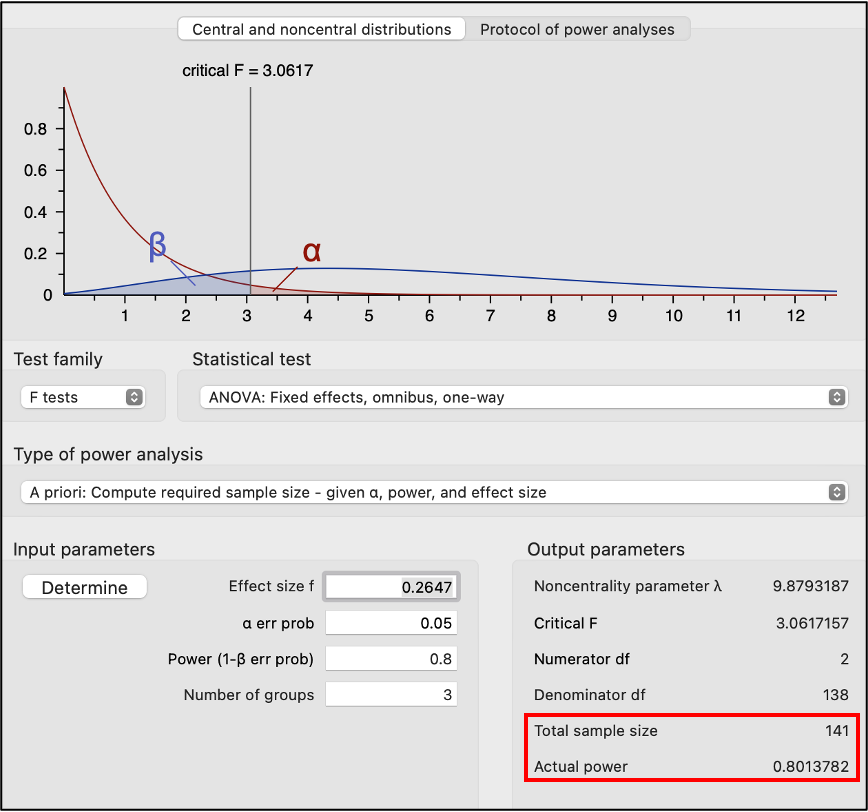 Central and noncentral distributions Protocol of power analyses
critical F = 3.0617
0.8
0.6
0.4
0.2
0
β
α
1 2 3 4 5 6 7 8 9 10 11 12
Test family
F tests
Statistical test
ANOVA: Fixed effects, omnibus, one-way
Type of power analysis
A priori: Compute required sample size - given α, power, and effect size
Input parameters
Determine
Effect size f 0.2647
α err prob 0.05
Power (1-β err prob) 0.8
Number of groups 3
Output parameters
Noncentrality parameter λ 9.8793187
Critical F 3.0617157
Numerator df 2
Denominator df 138
Total sample size 141
Actual power 0.8013782